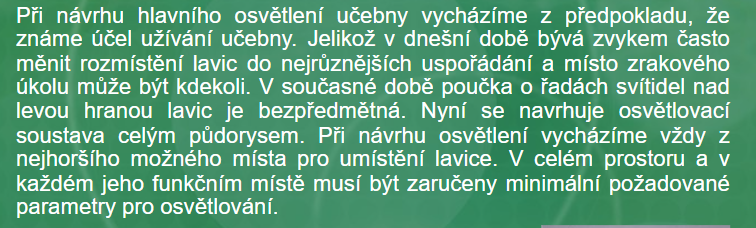 Při návrhu hlavního osvětlení učebny vycházíme z předpokladu, že
známe účel užívání učebny. Jelikož v dnešní době bývá zvykem často
měnit rozmístění lavic do nejrůznějších uspořádání a místo zrakového
úkolu může být kdekoli. V současné době poučka o řadách svítidel nad
levou hranou lavic je bezpředmětná. Nyní se navrhuje osvětlovací
soustava celým půdorysem. Při návrhu osvětlení vycházíme vždy z
nejhoršího možného místa pro umístění lavice. V celém prostoru a v
každém jeho funkčním místě musí být zaručeny minimální požadované
parametry pro osvětlování.